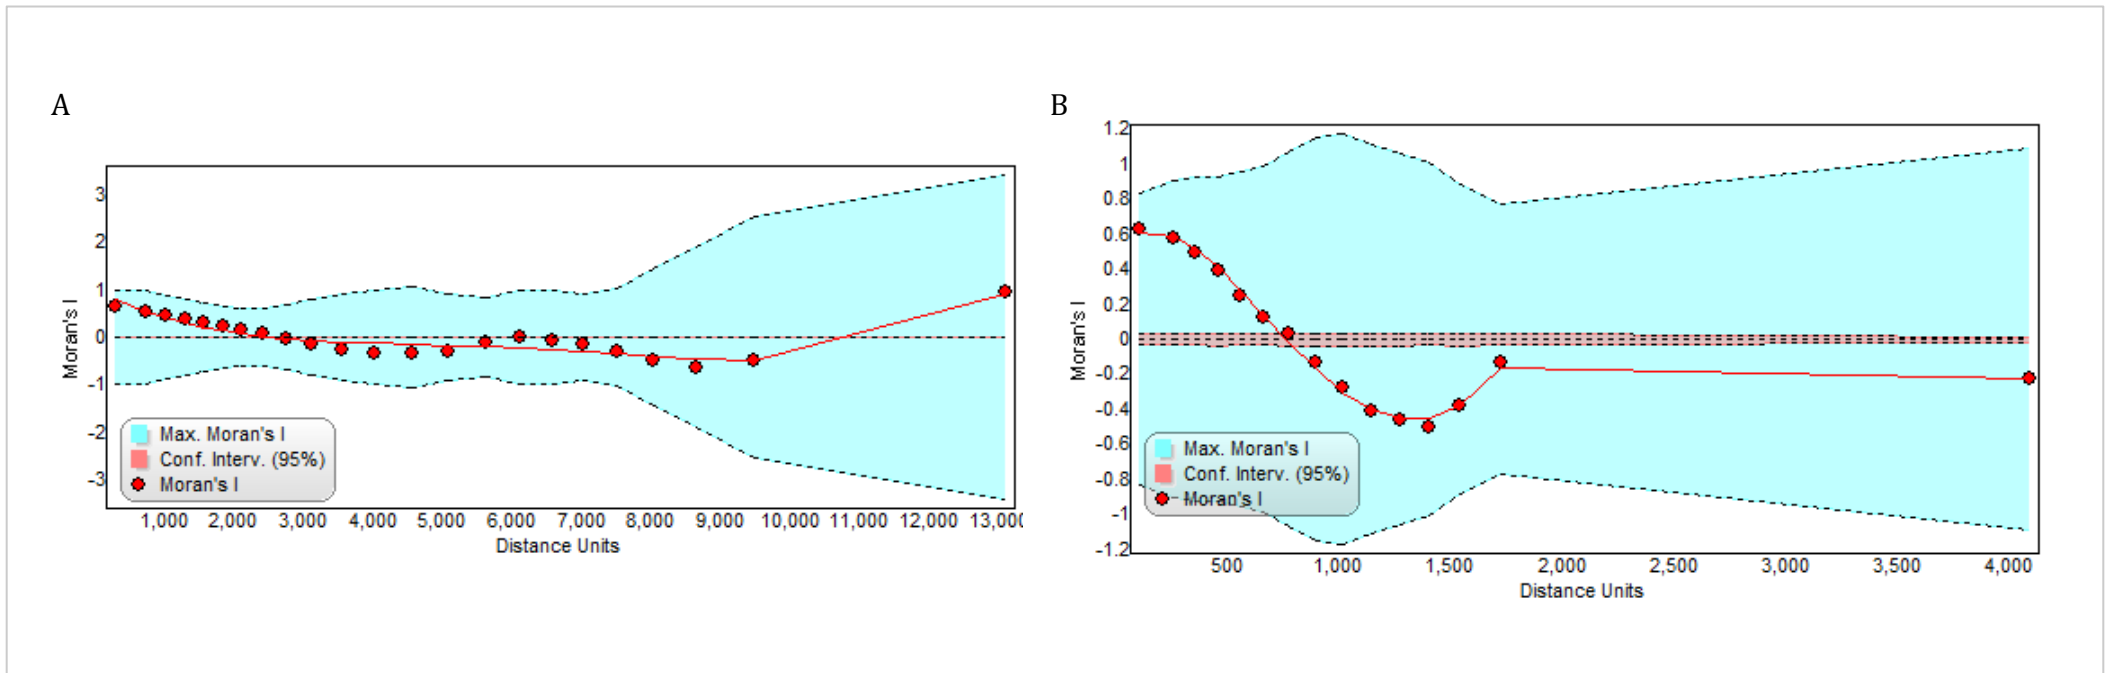 A
3
2
1
0
-1
-2
-3
Moran's I
Max. Moran's I
Conf. Interv. (95%)
Moran's I
1,000 2,000 3,000 4,000 5,000 6,000 7,000 8,000 9,000 10,000 11,000 12,000 13,000
Distance Units
B
1.2
1
0.8
0.6
0.4
0.2
0
-0.2
-0.4
-0.6
-0.8
-1
-1.2
Moran's I
Max. Moran's I
Conf. Interv. (95%)
Moran's I
500 1,000 1,500 2,000 2,500 3,000 3,500 4,000
Distance Units